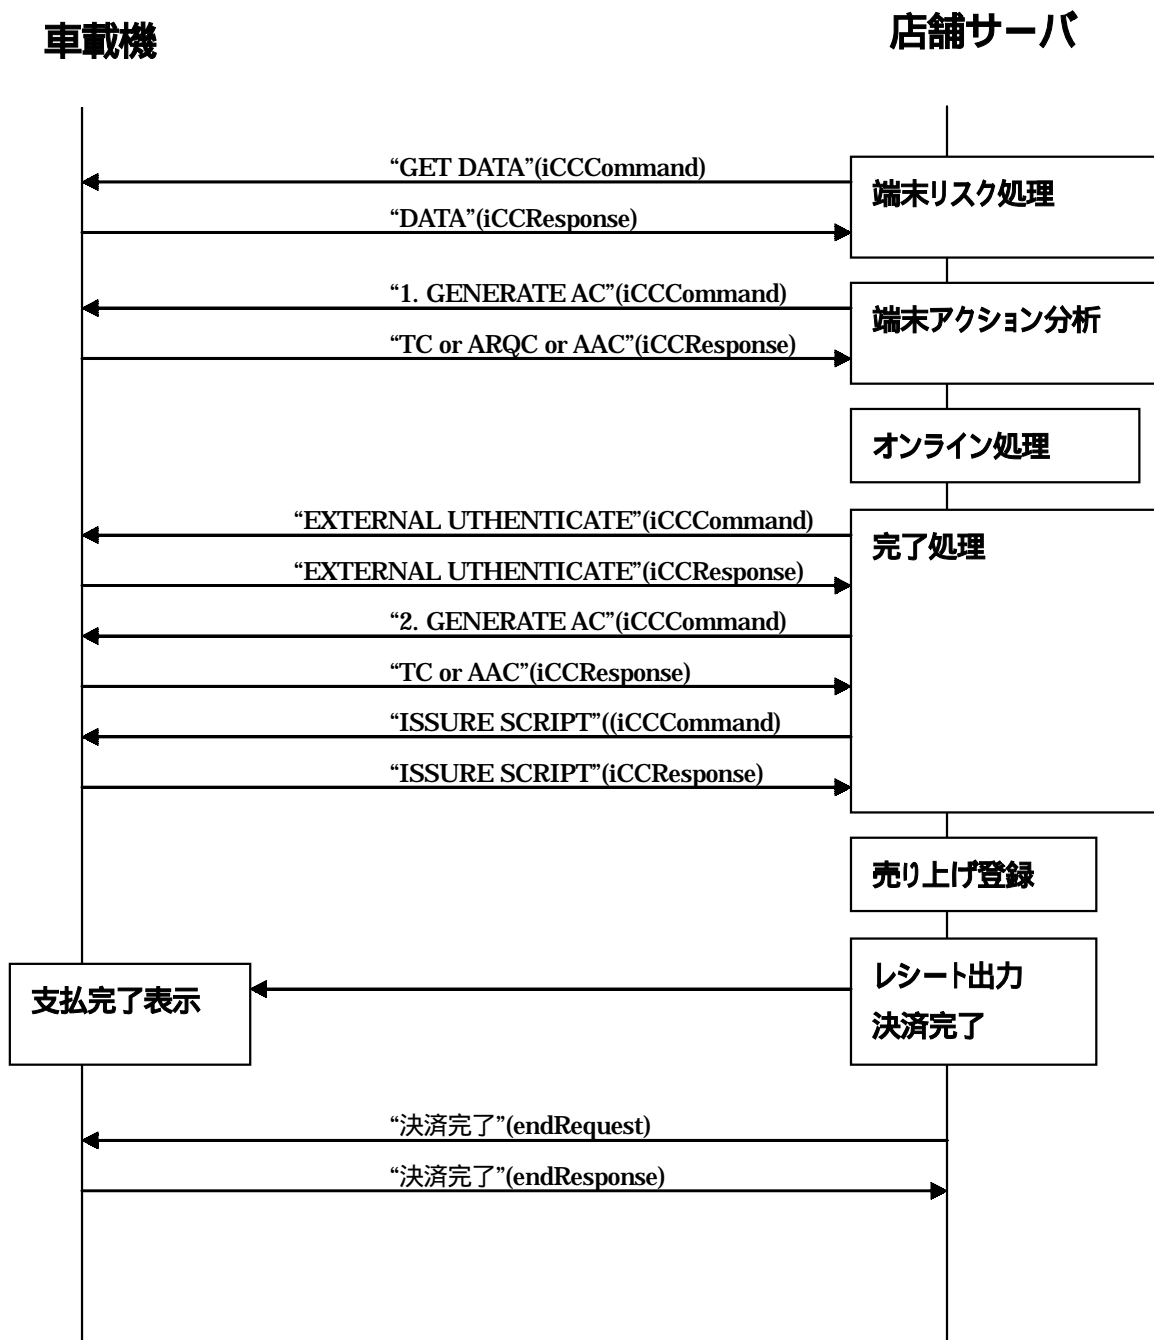 車載機
店舗サーバ
“GET DATA”(iCCCommand)
端末リスク処理
“DATA”(iCCResponse)
“1. GENERATE AC”(iCCCommand)
端末アクション分析
“TC or ARQC or AAC”(iCCResponse)
オンライン処理
“EXTERNAL UTHENTICATE”(iCCCommand)
完了処理
“EXTERNAL UTHENTICATE”(iCCResponse)
“2. GENERATE AC”(iCCCommand)
“TC or AAC”(iCCResponse)
“ISSURE SCRIPT”((iCCCommand)
“ISSURE SCRIPT”(iCCResponse)
売り上げ登録
レシート出力
決済完了
支払完了表示
“決済完了”(endRequest)
“決済完了”(endResponse)